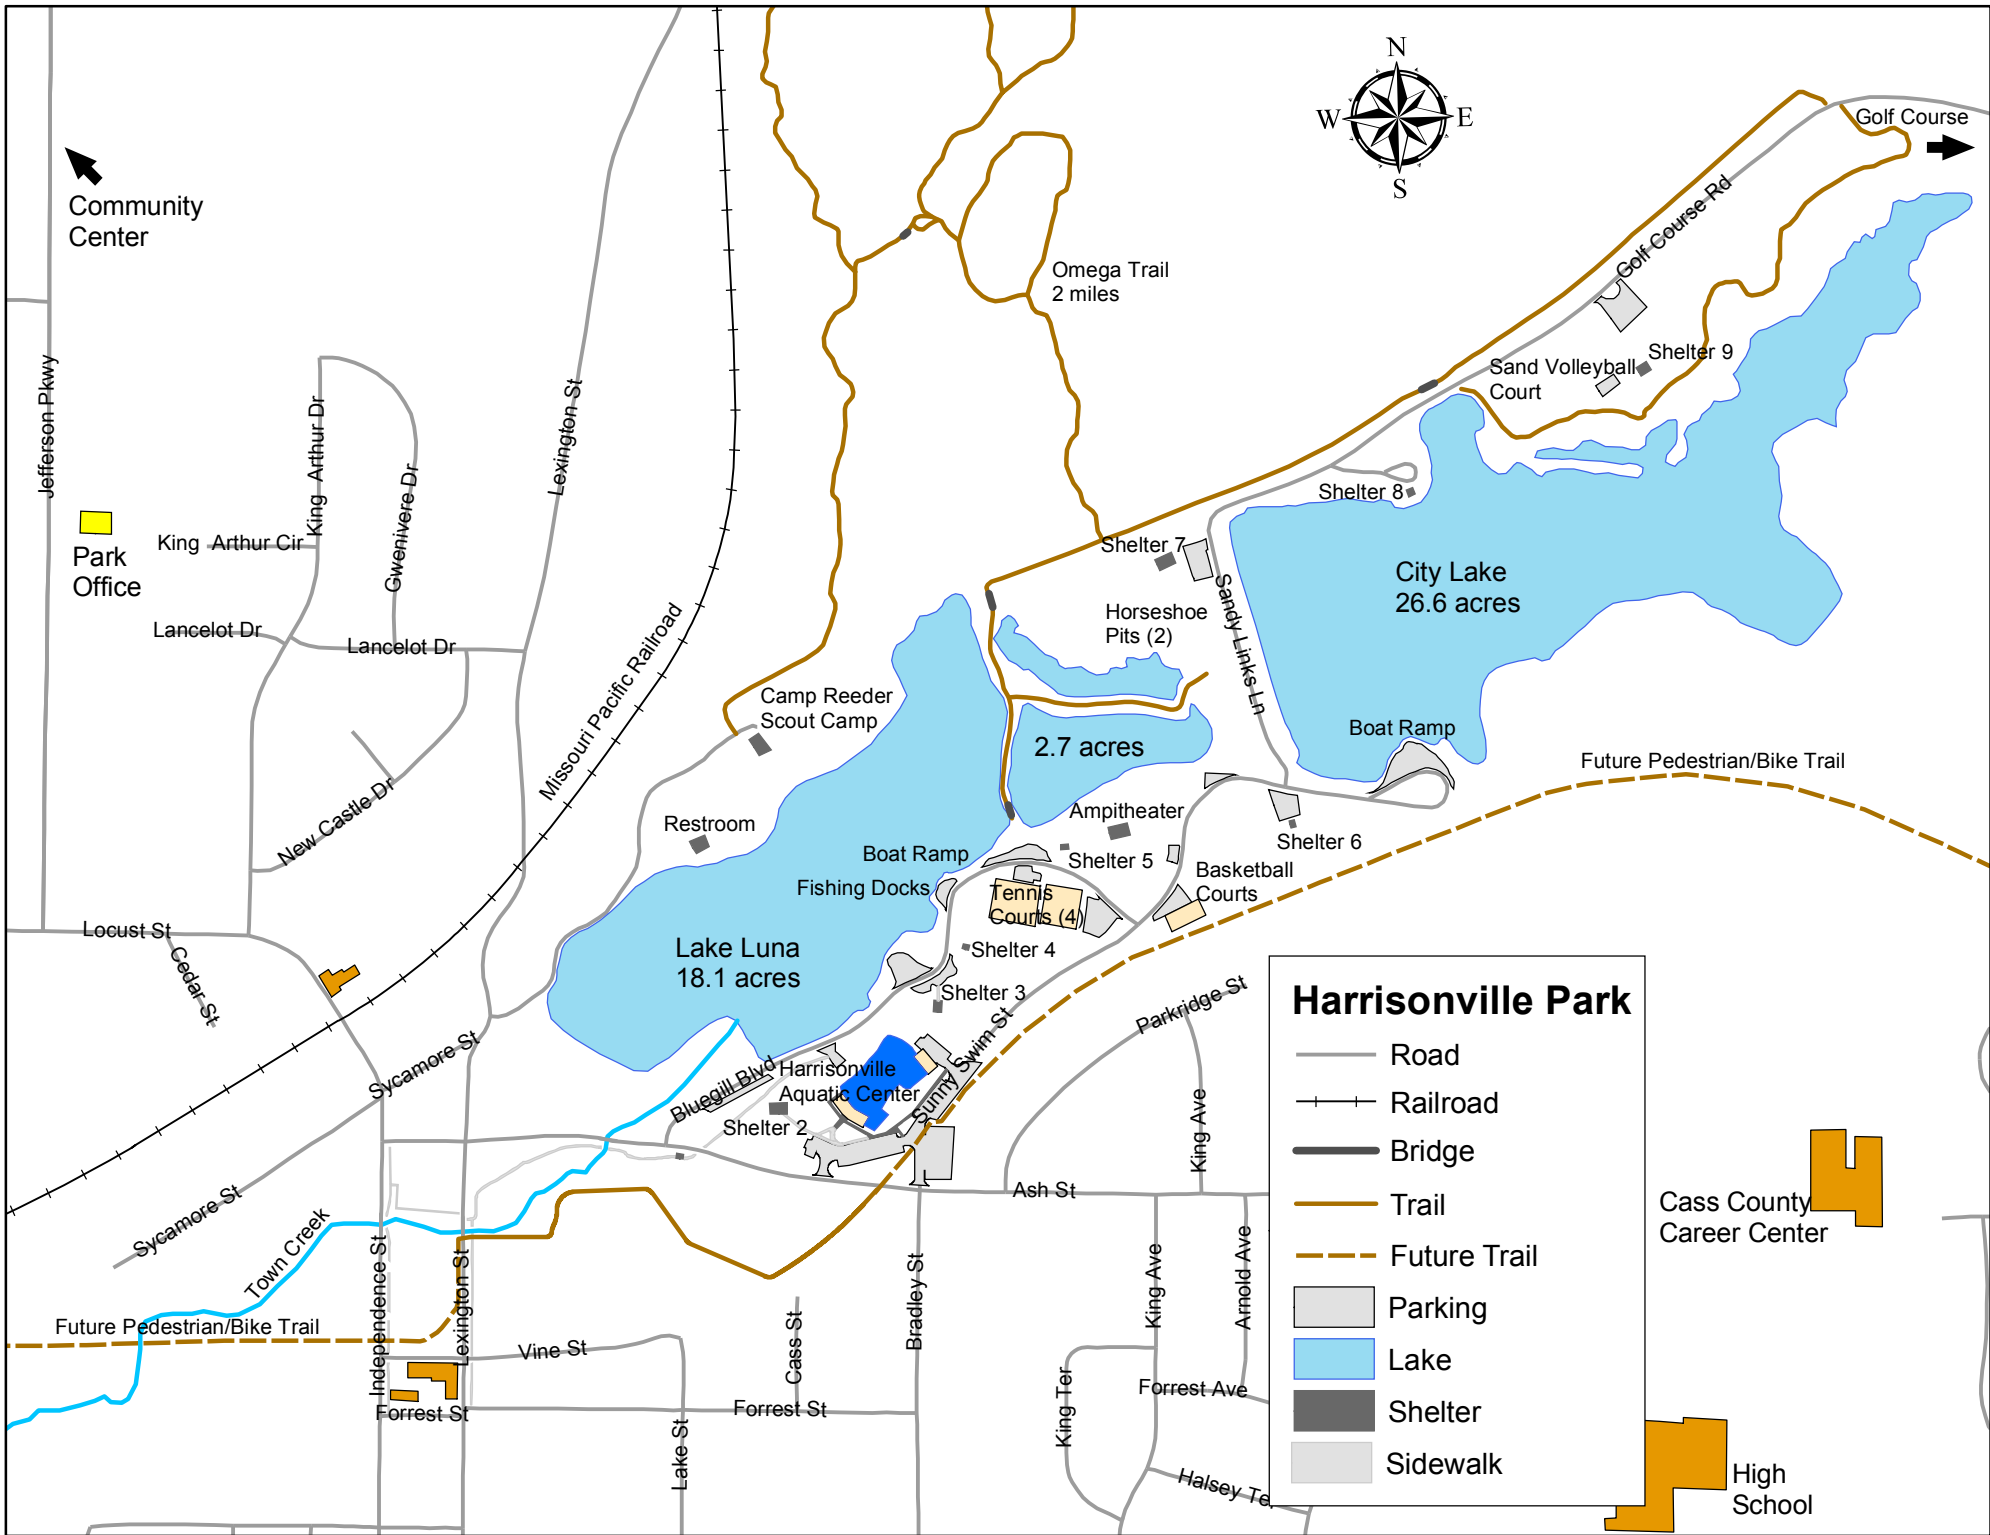 N
W
E
S
Golf Course
Community
Center
Golf Course Rd
Omega Trail
2 miles
Shelter 9
Sand Volleyball
Court
Jefferson Pkwy
King Arthur Dr
Gwenivere Dr
Lexington St
Shelter 8
Park
Office
King Arthur Cir
Shelter 7
City Lake
26.6 acres
Sandy Links Ln
Horseshoe
Pits (2)
Lancelot Dr
Lancelot Dr
Missouri Pacific Railroad
Camp Reeder
Scout Camp
Boat Ramp
2.7 acres
Future Pedestrian/Bike Trail
New Castle Dr
Restroom
Ampitheater
Shelter 6
Boat Ramp
Shelter 5
Fishing Docks
Tennis
Courts (4)
Basketball
Courts
Locust St
Cedar St
Lake Luna
18.1 acres
Shelter 4
Shelter 3
Parkridge St
Sycamore St
Bluegill Blvd
Harrisonville
Aquatic Center
Sunny Swim St
Shelter 2
King Ave
Harrisonville Park
Road
Railroad
Bridge
Trail
Future Trail
Parking
Lake
Shelter
Sidewalk
Ash St
Cass County
Career Center
Sycamore St
Town Creek
Independence St
Lexington St
Bradley St
King Ave
Arnold Ave
Future Pedestrian/Bike Trail
Vine St
Cass St
King Ter
Forrest Ave
Forrest St
Forrest St
Lake St
Halsey Te
High
School